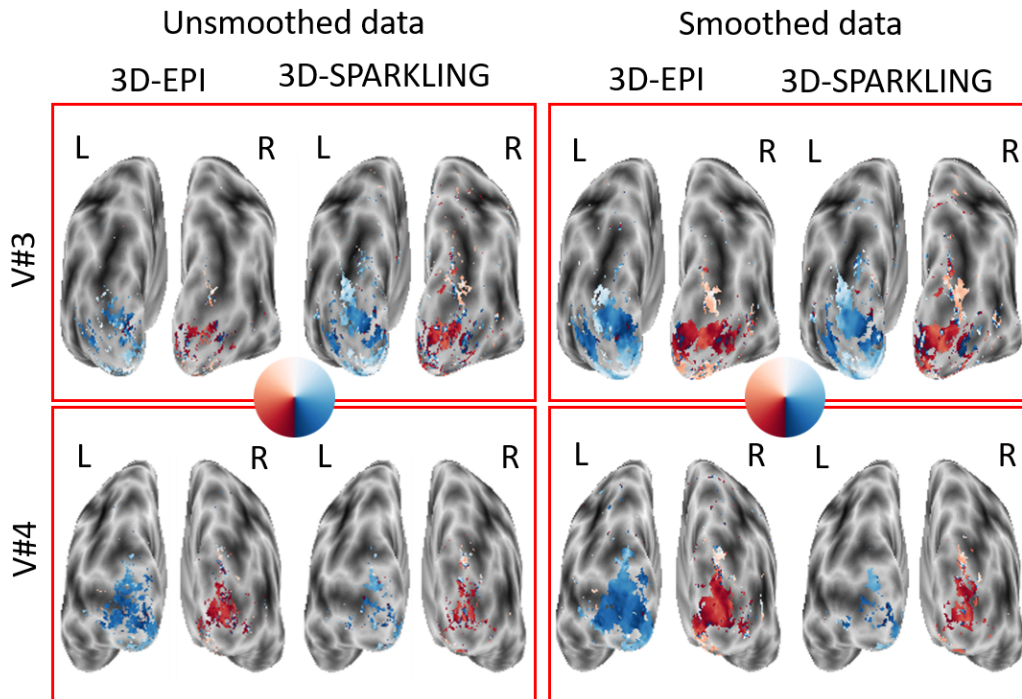 Unsmoothed data Smoothed data
3D-EPI 3D-SPARKLING 3D-EPI 3D-SPARKLING
V#3
L R L R L R L R
V#4
L R L R L R L R